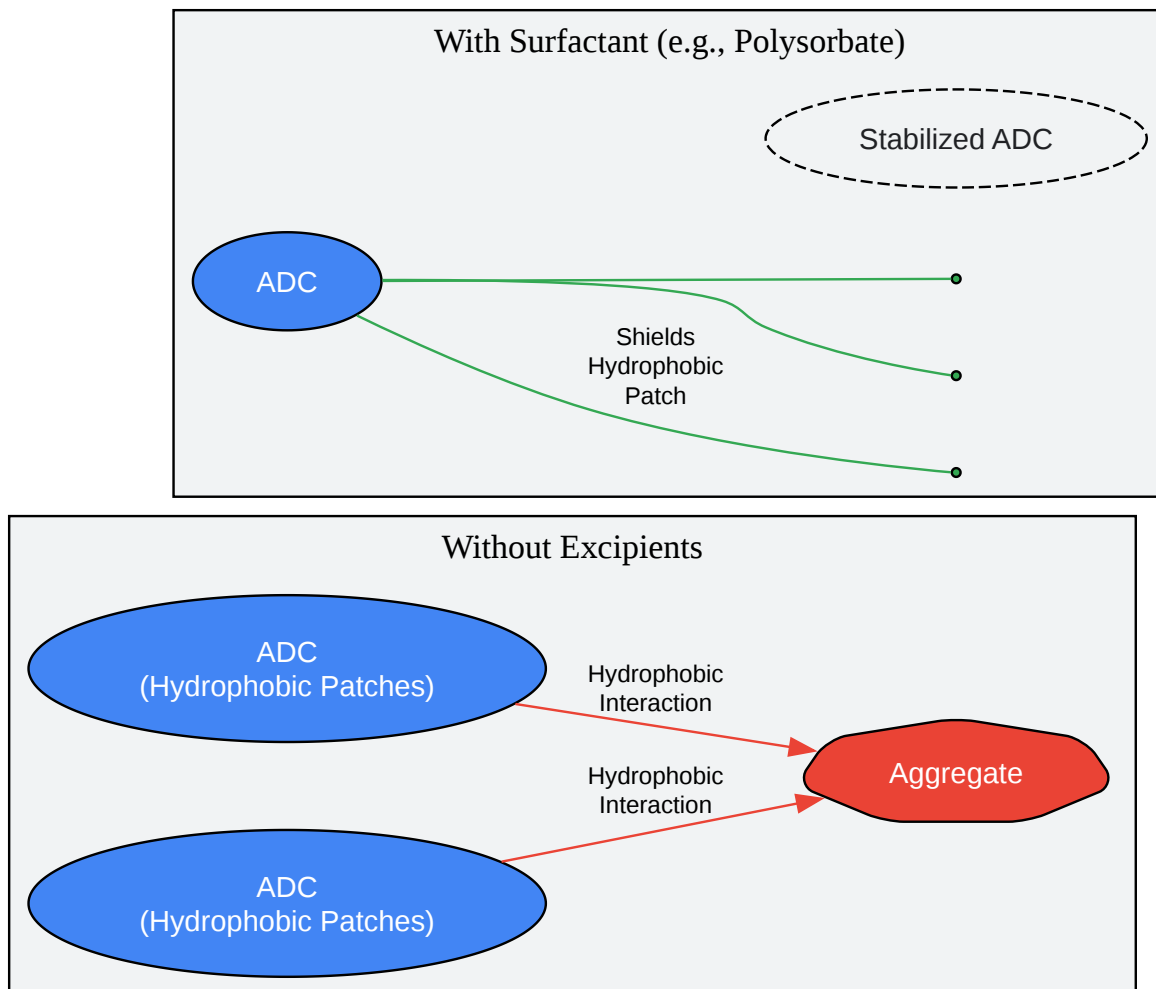 With Surfactant (e.g., Polysorbate)
Stabilized ADC
ADC
Shields
Hydrophobic
Patch
Without Excipients
ADC
(Hydrophobic Patches)
Hydrophobic
Interaction
Hydrophobic
Interaction
Aggregate
ADC
(Hydrophobic Patches)